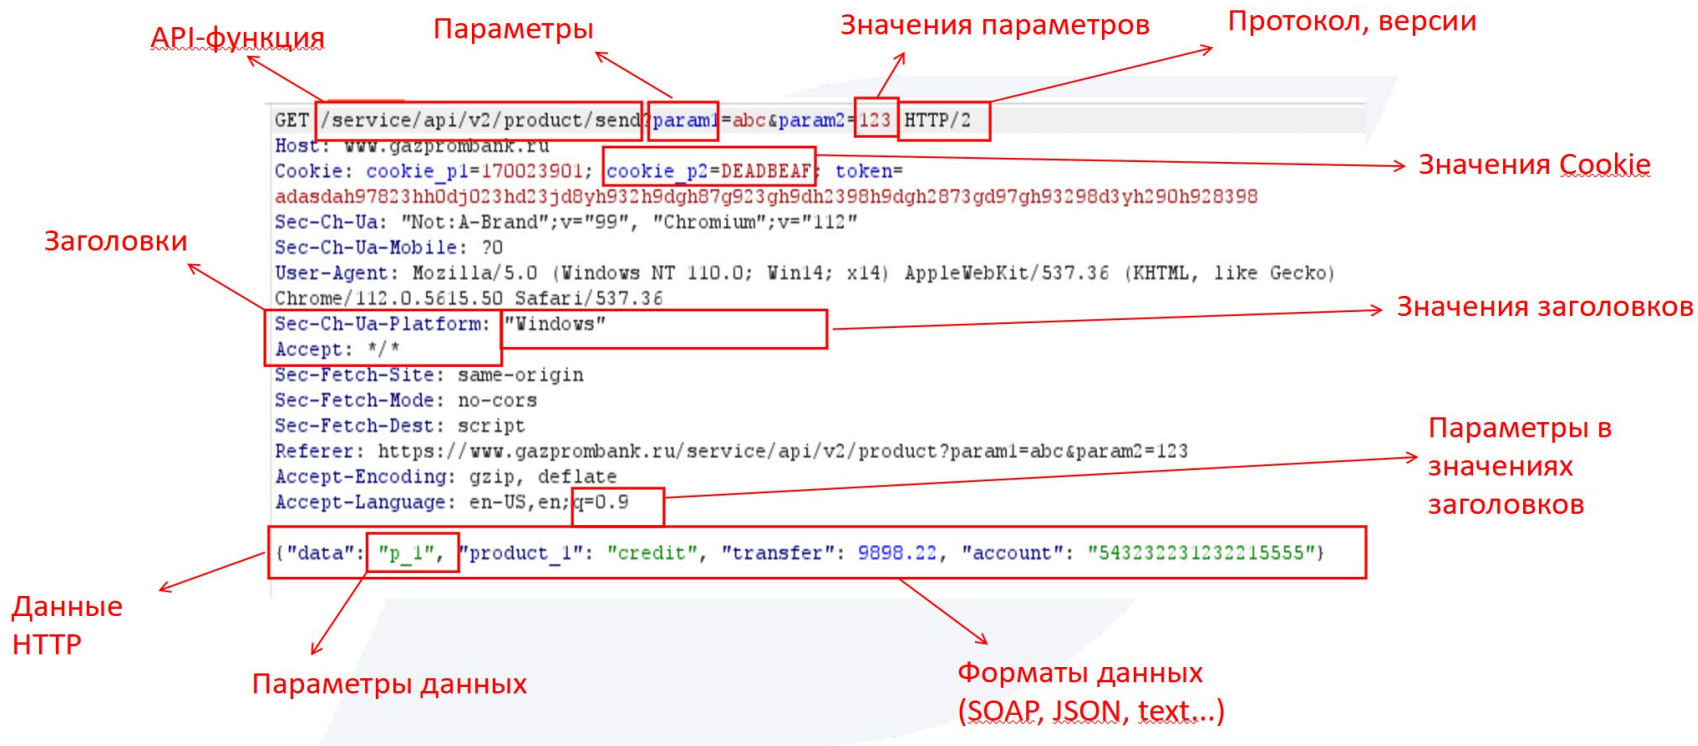 API-функция
Параметры
Значения параметров
Протокол, версии
GET /service/api/v2/product/send?param1=abc&param2=123 HTTP/2
Host: www.gazprombank.ru
Cookie: cookie_p1=170023901; cookie_p2=DEADBEAF; token=
adasdah97823hh0dj023hd23jd8yh932h9dgh87g923gh9dh2398h9dgh2873gd97gh93298d3yh290h928398
Значения Cookie
Sec-Ch-Ua: "Not:A-Brand";v="99", "Chromium";v="112"
Заголовки
Sec-Ch-Ua-Mobile: ?0
User-Agent: Mozilla/5.0 (Windows NT 110.0; Win14; x14) AppleWebKit/537.36 (KHTML, like Gecko)
Chrome/112.0.5615.50 Safari/537.36
Значения заголовков
Sec-Ch-Ua-Platform: "Windows"
Accept: */*
Sec-Fetch-Site: same-origin
Sec-Fetch-Mode: no-cors
Sec-Fetch-Dest: script
Referer: https://www.gazprombank.ru/service/api/v2/product?param1=abc&param2=123
Accept-Encoding: gzip, deflate
Accept-Language: en-US,en;q=0.9
Параметры в
значениях
заголовков
{"data": "p_1", "product_1": "credit", "transfer": 9898.22, "account": "543232231232215555"}
Данные
HTTP
Параметры данных
Форматы данных
(SOAP, JSON, text...)